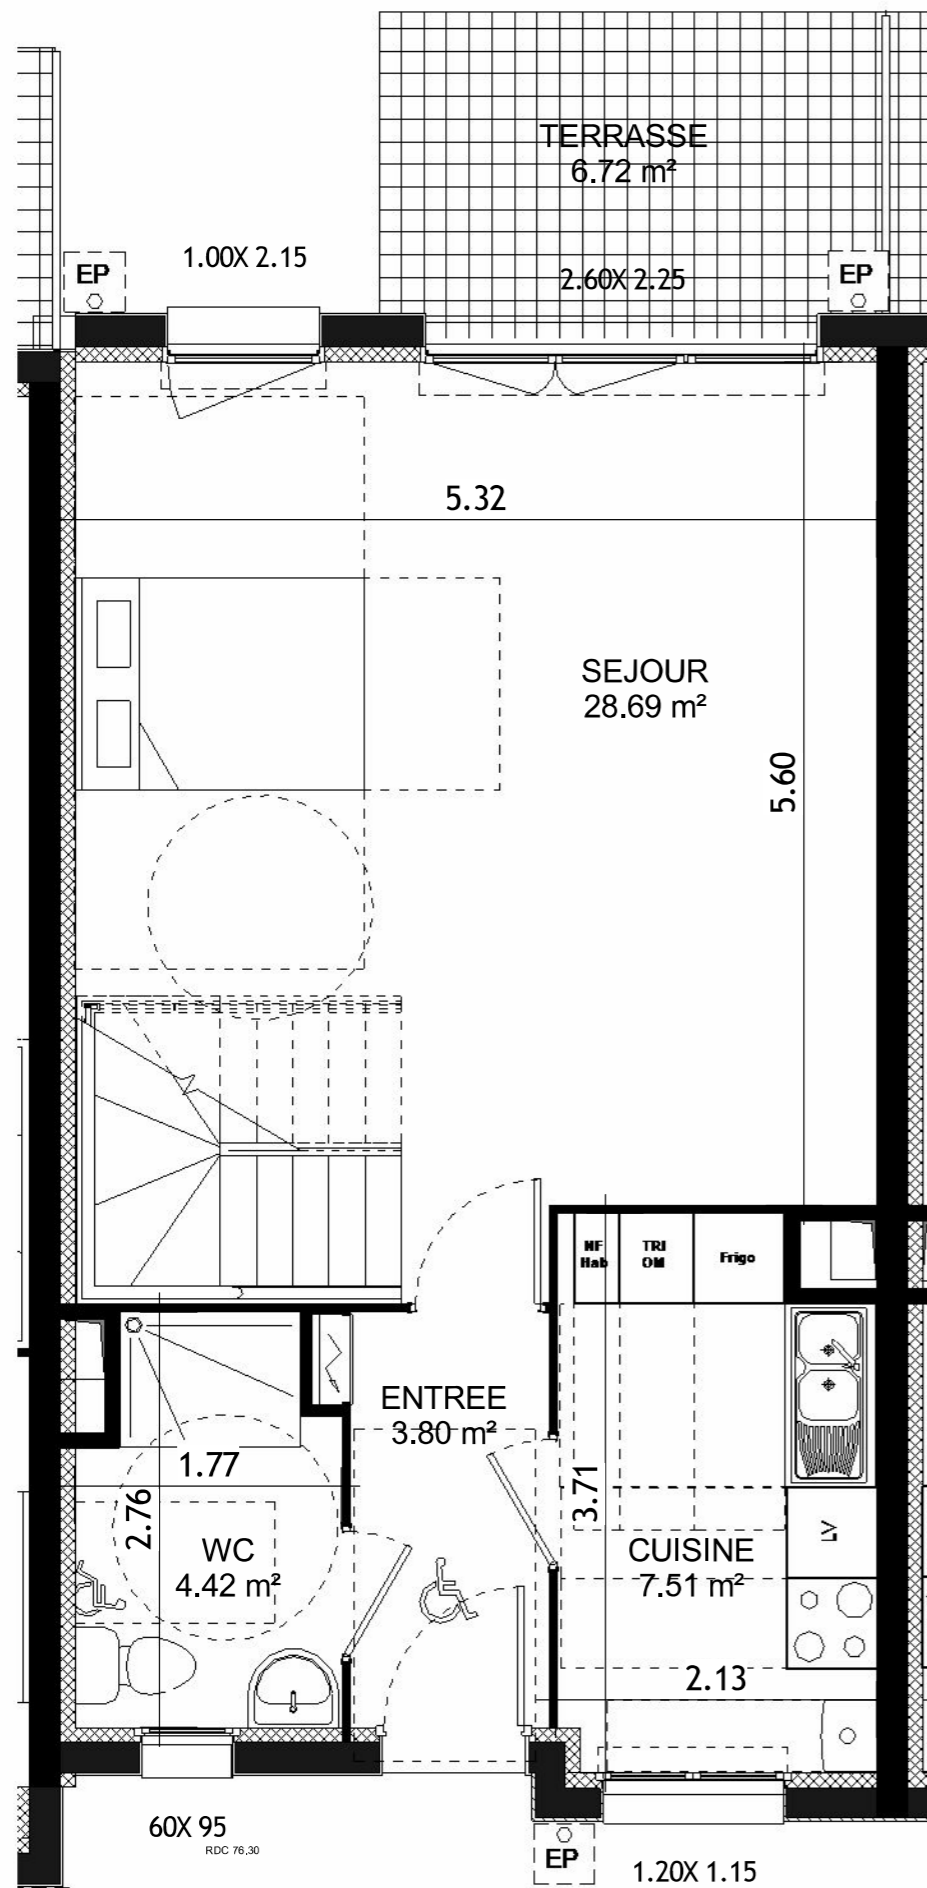 TERRASSE
6.72 m²
1.00X 2.15
2.60X 2.25
EP
EP
5.32
SEJOUR
28.69 m²
5.60
NF
Hab
TRI
OM
Frigo
ENTREE
3.80 m²
1.77
2.76
3.71
LV
WC
4.42 m²
CUISINE
7.51 m²
2.13
60X 95
RDC 76,30
EP
1.20X 1.15